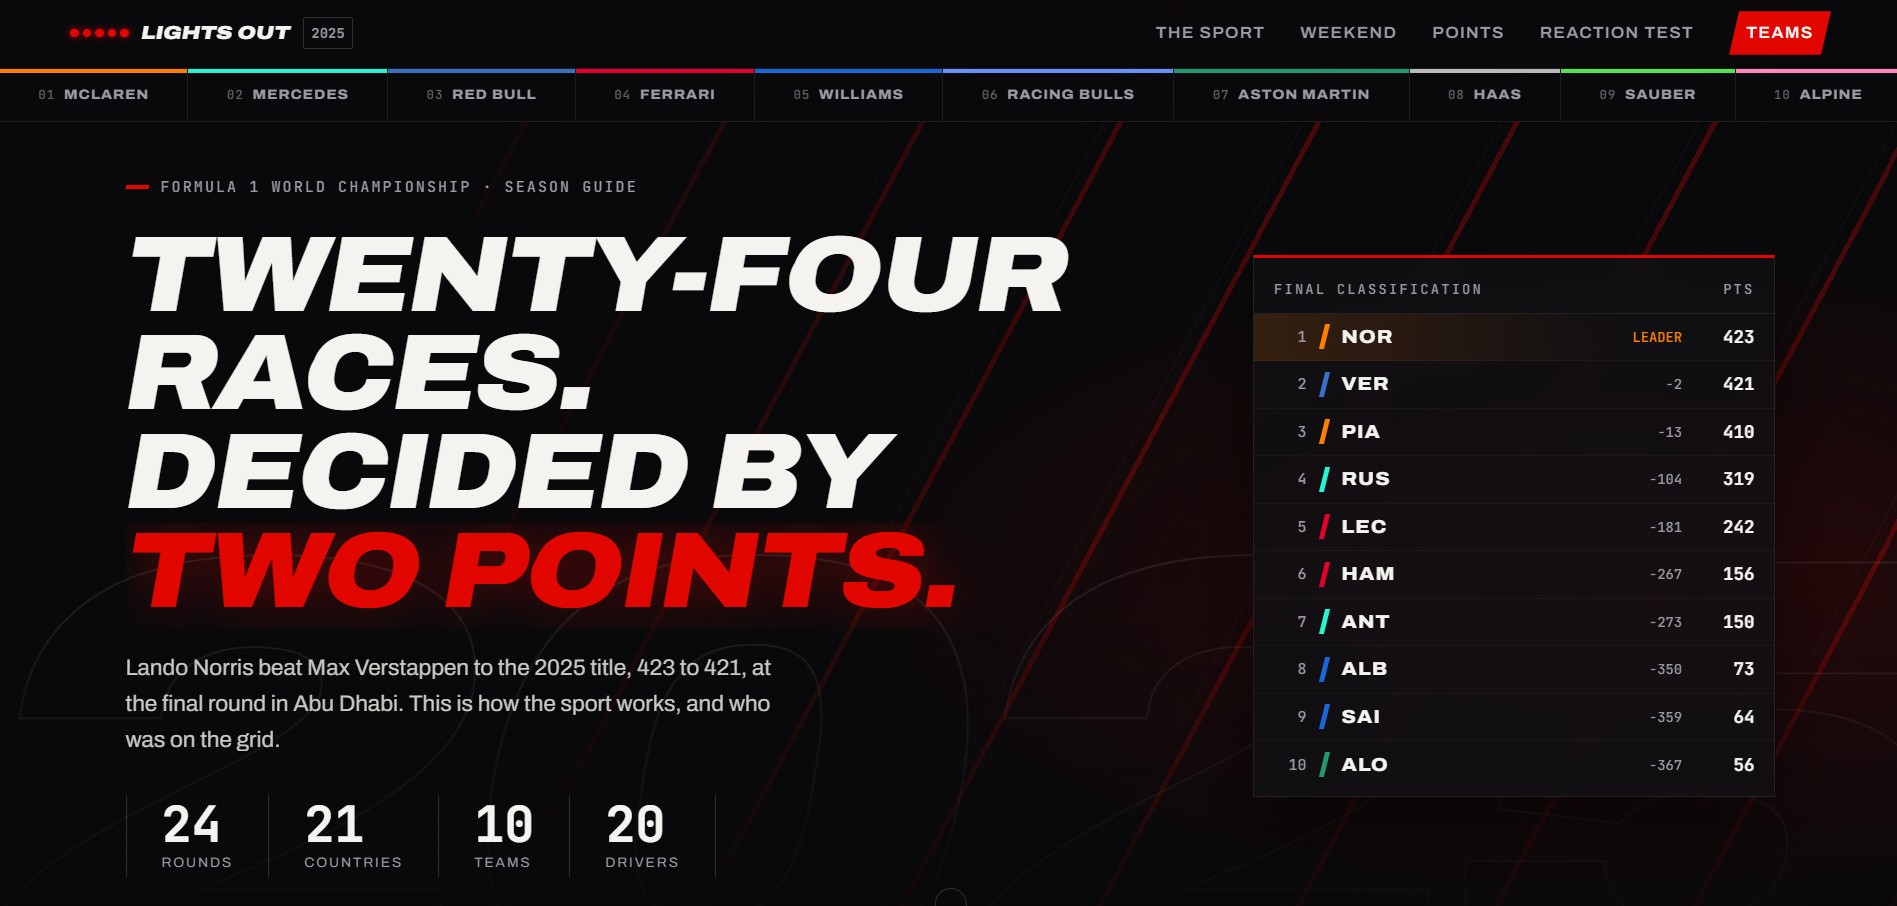 LIGHTS OUT 2025 THE SPORT WEEKEND POINTS REACTION TEST TEAMS
01 MCLAREN 02 MERCEDES 03 RED BULL 04 FERRARI 05 WILLIAMS 06 RACING BULLS 07 ASTON MARTIN 08 HAAS 09 SAUBER 10 ALPINE
FORMULA 1 WORLD CHAMPIONSHIP · SEASON GUIDE
TWENTY-FOUR
RACES.
DECIDED BY
TWO POINTS.
Lando Norris beat Max Verstappen to the 2025 title, 423 to 421, at
the final round in Abu Dhabi. This is how the sport works, and who
was on the grid.
24 21 10 20
ROUNDS COUNTRIES TEAMS DRIVERS
FINAL CLASSIFICATION PTS
1 NOR LEADER 423
2 VER -2 421
3 PIA -13 410
4 RUS -104 319
5 LEC -181 242
6 HAM -267 156
7 ANT -273 150
8 ALB -350 73
9 SAI -359 64
10 ALO -367 56